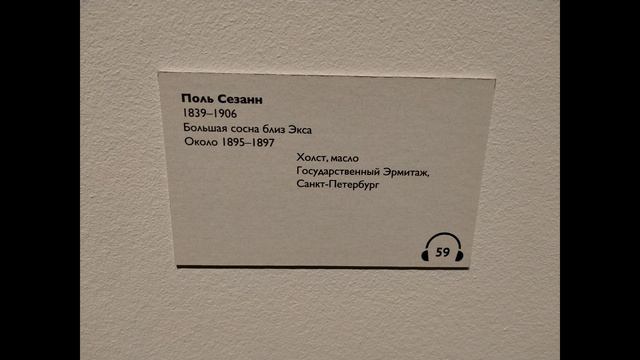 Поль Сезанн
1839–1906
Большая сосна близ Экса
Около 1895–1897
Холст, масло
Государственный Эрмитаж,
Санкт-Петербург
59